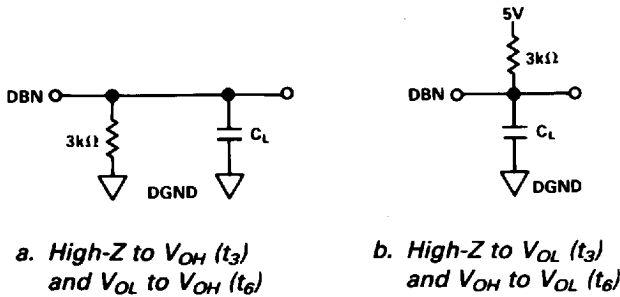 5V
3kΩ
DBN
DBN
3kΩ
CL
CL
DGND
DGND
a. High-Z to VOH (t3)
and VOL to VOH (t6)
b. High-Z to VOL (t3)
and VOH to VOL (t6)